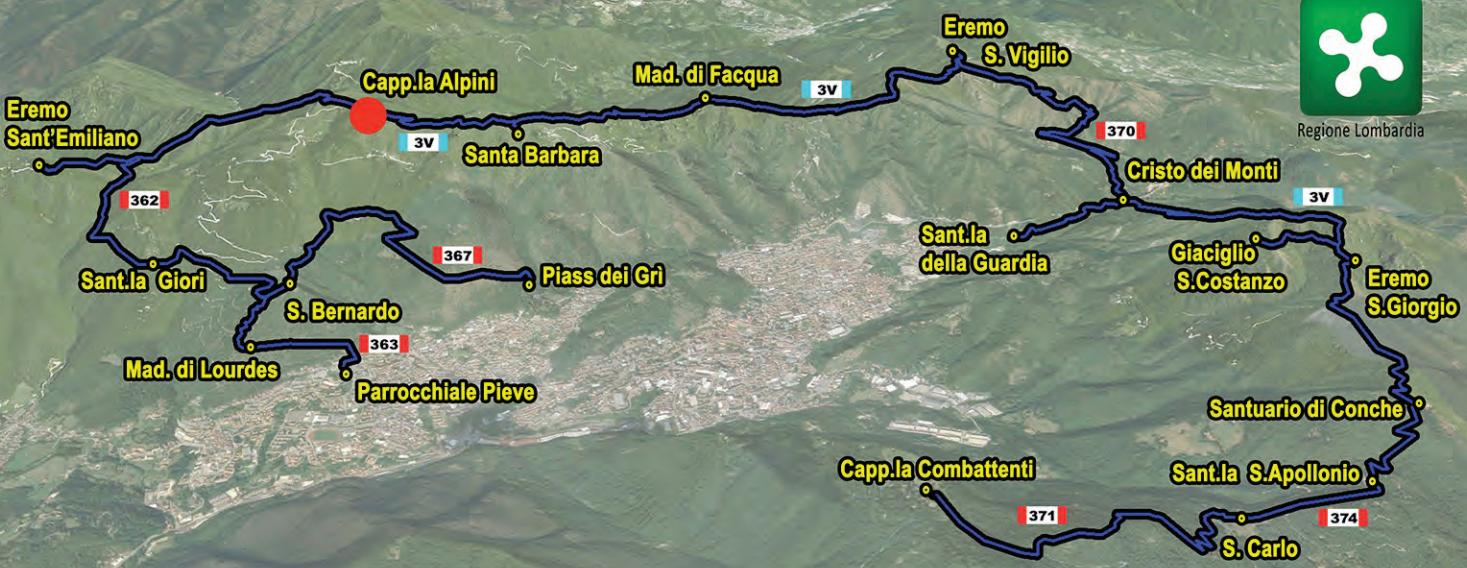 Eremo
S. Vigilio
Capp.la Alpini
Mad. di Facqua
3V
Regione Lombardia
Eremo
Sant'Emiliano
3V
Santa Barbara
370
Cristo dei Monti
362
3V
Sant.la
della Guardia
Giaciglio
S.Costanzo
367
Piass dei Grì
Eremo
S.Giorgio
Sant.la Giori
S. Bernardo
363
Mad. di Lourdes
Parrocchiale Pieve
Santuario di Conche
Capp.la Combattenti
Sant.la S.Apollonio
371
374
S. Carlo